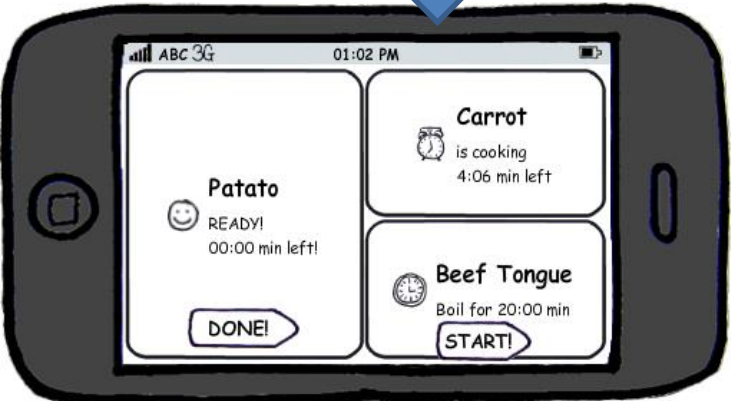 ABC 3G 01:02 PM
Patato
READY!
00:00 min left!
DONE!
Carrot
is cooking
4:06 min left
Beef Tongue
Boil for 20:00 min
START!